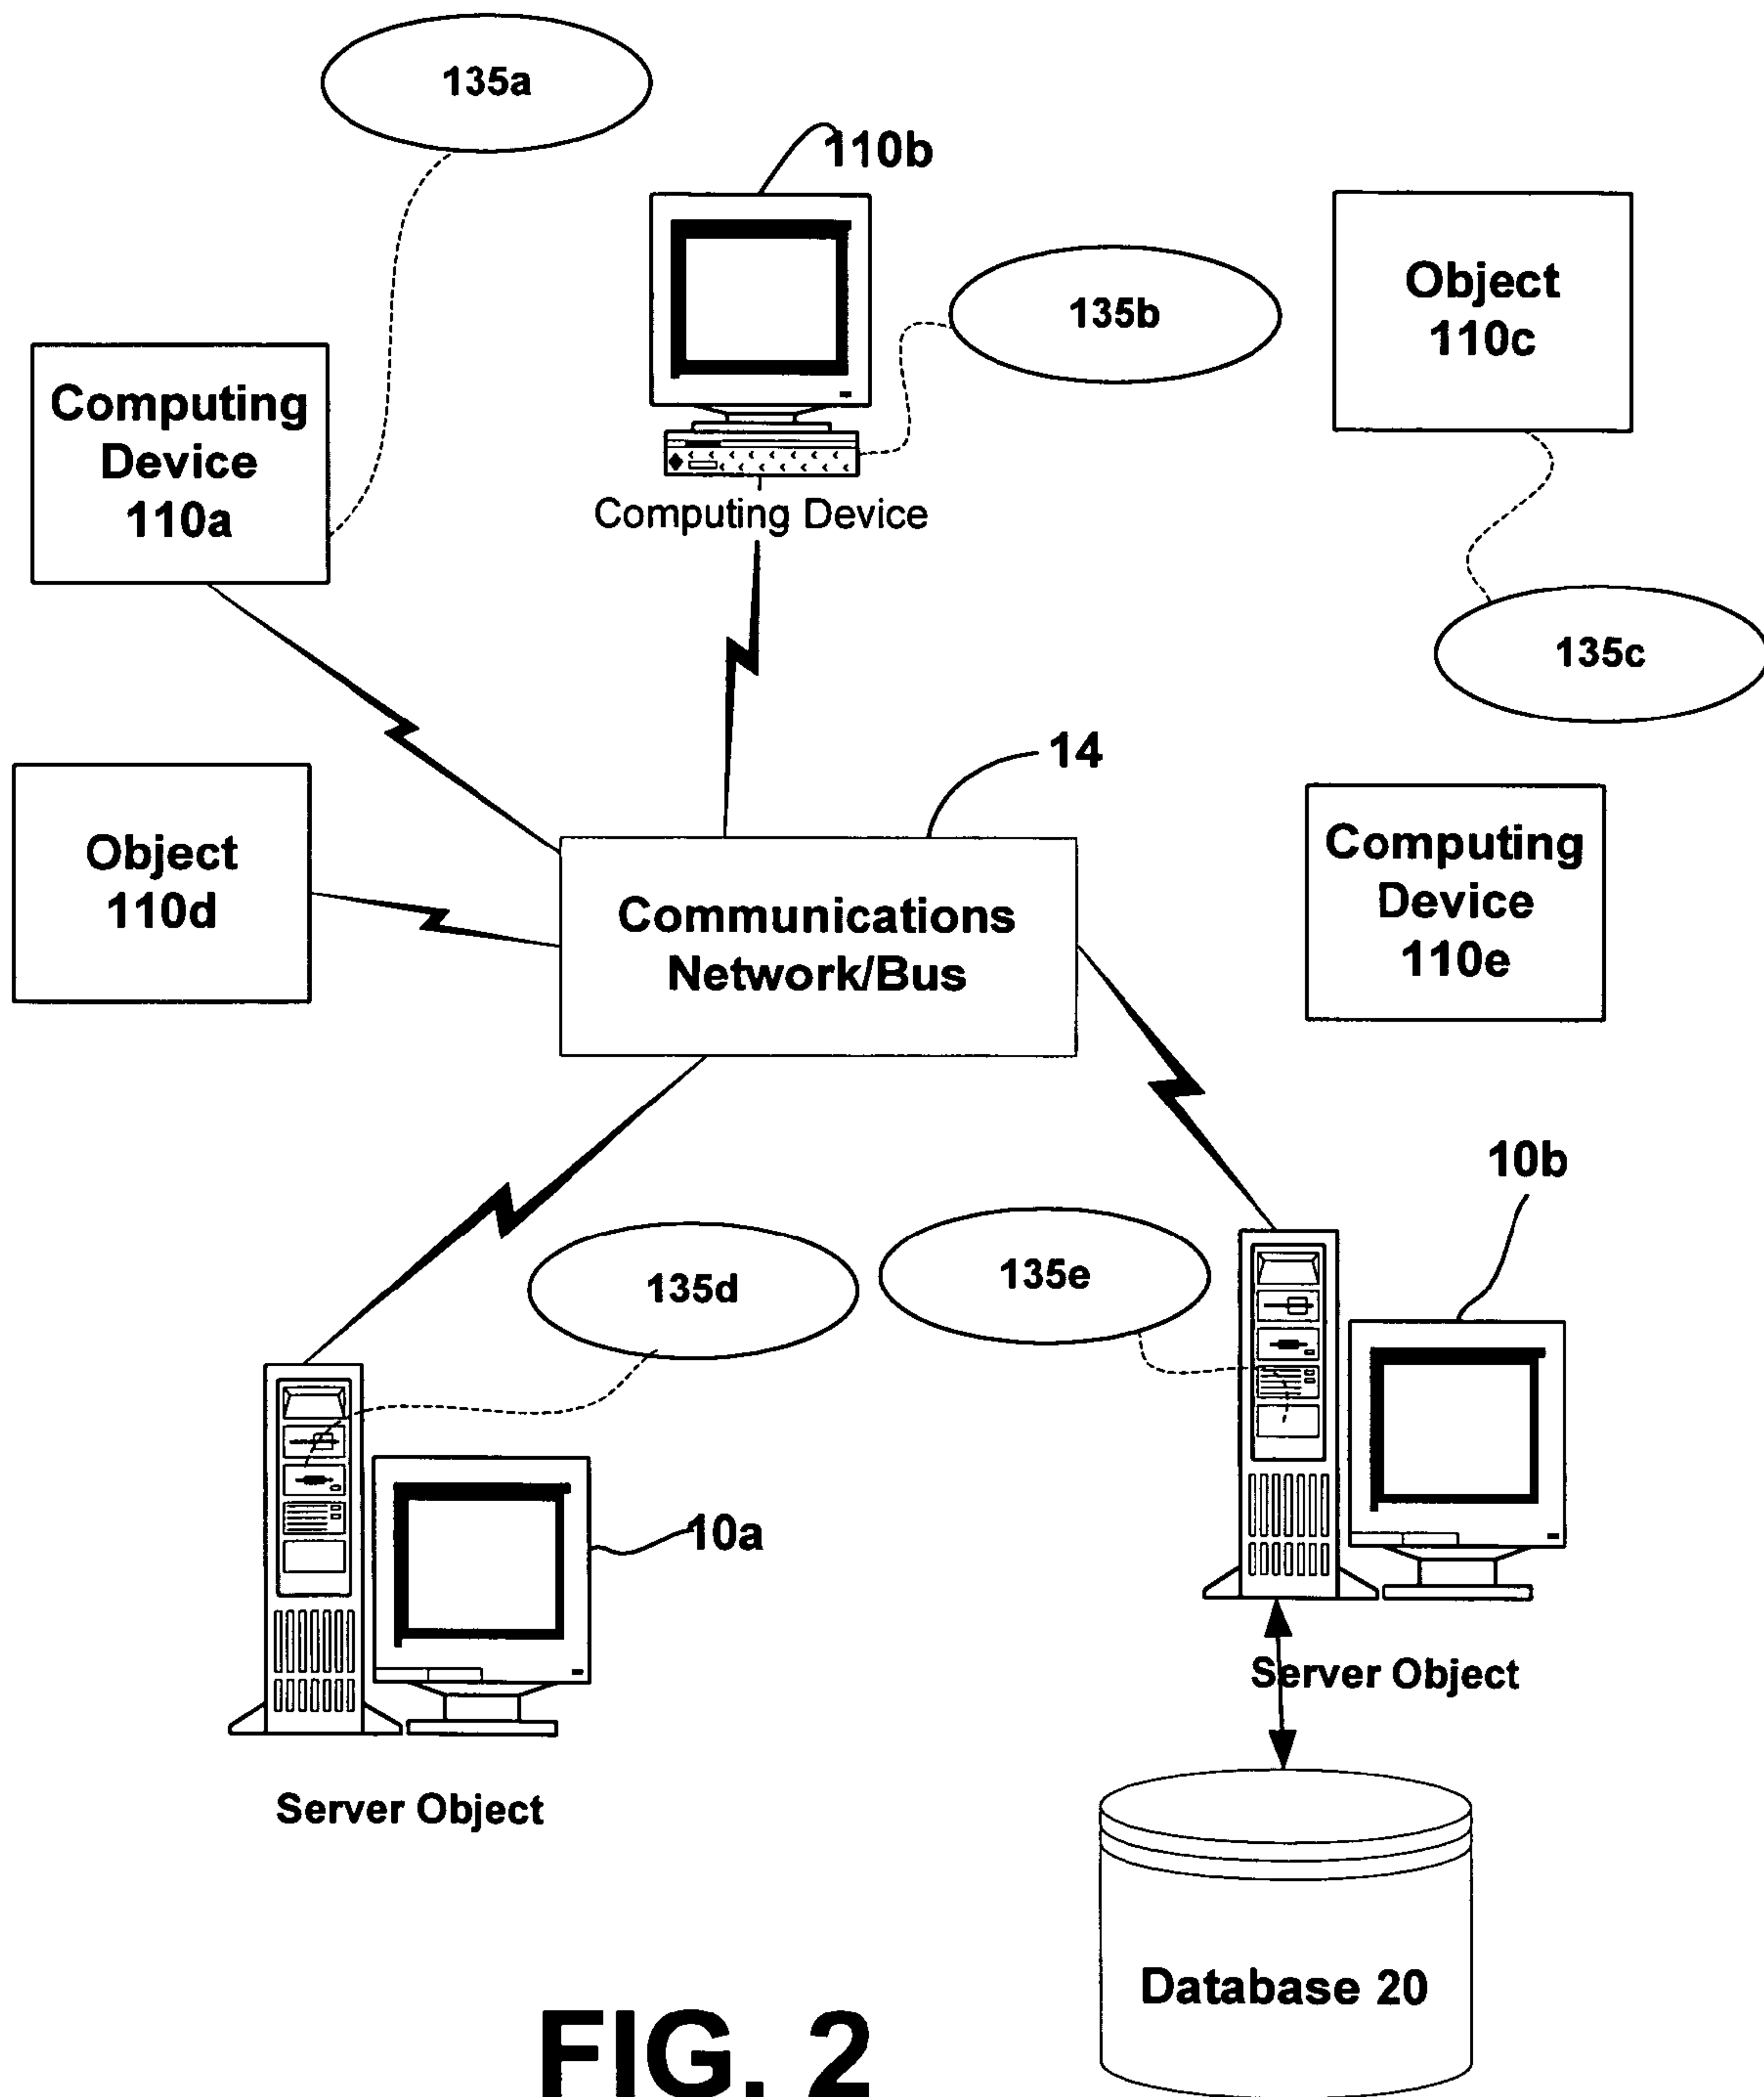 135a
110b
135b
Object
110c
Computing
Device
110a
Computing Device
135c
14
Object
110d
Communications
Network/Bus
Computing
Device
110e
10b
135d
135e
10a
Server Object
Server Object
Database 20
FIG. 2